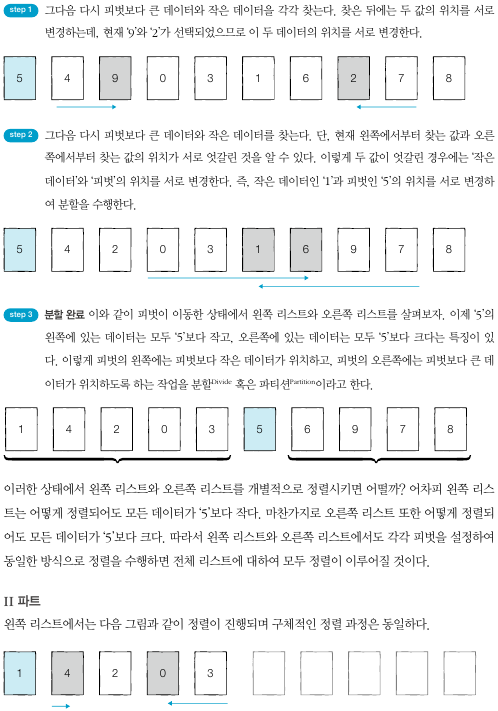 step 1 그다음 다시 피벗보다 큰 데이터와 작은 데이터를 각각 찾는다. 찾은 뒤에는 두 값의 위치를 서로
변경하는데, 현재 '9'와 '2'가 선택되었으므로 이 두 데이터의 위치를 서로 변경한다.
5 4 9 0 3 1 6 2 7 8
step 2 그다음 다시 피벗보다 큰 데이터와 작은 데이터를 찾는다. 단, 현재 왼쪽에서부터 찾는 값과 오른
쪽에서부터 찾는 값의 위치가 서로 엇갈린 것을 알 수 있다. 이렇게 두 값이 엇갈린 경우에는 '작은
데이터'와 '피벗'의 위치를 서로 변경한다. 즉, 작은 데이터인 '1'과 피벗인 '5'의 위치를 서로 변경하
여 분할을 수행한다.
5 4 2 0 3 1 6 9 7 8
step 3 분할 완료 이와 같이 피벗이 이동한 상태에서 왼쪽 리스트와 오른쪽 리스트를 살펴보자. 이제 '5'의
왼쪽에 있는 데이터는 모두 '5'보다 작고, 오른쪽에 있는 데이터는 모두 '5'보다 크다는 특징이 있
다. 이렇게 피벗의 왼쪽에는 피벗보다 작은 데이터가 위치하고, 피벗의 오른쪽에는 피벗보다 큰 데
이터가 위치하도록 하는 작업을 분할Divide 혹은 파티션Partition이라고 한다.
1 4 2 0 3 5 6 9 7 8
이러한 상태에서 왼쪽 리스트와 오른쪽 리스트를 개별적으로 정렬시키면 어떨까? 어차피 왼쪽 리스
트는 어떻게 정렬되어도 모든 데이터가 '5'보다 작다. 마찬가지로 오른쪽 리스트 또한 어떻게 정렬되
어도 모든 데이터가 '5'보다 크다. 따라서 왼쪽 리스트와 오른쪽 리스트에서도 각각 피벗을 설정하여
동일한 방식으로 정렬을 수행하면 전체 리스트에 대하여 모두 정렬이 이루어질 것이다.
II 파트
왼쪽 리스트에서는 다음 그림과 같이 정렬이 진행되며 구체적인 정렬 과정은 동일하다.
1 4 2 0 3